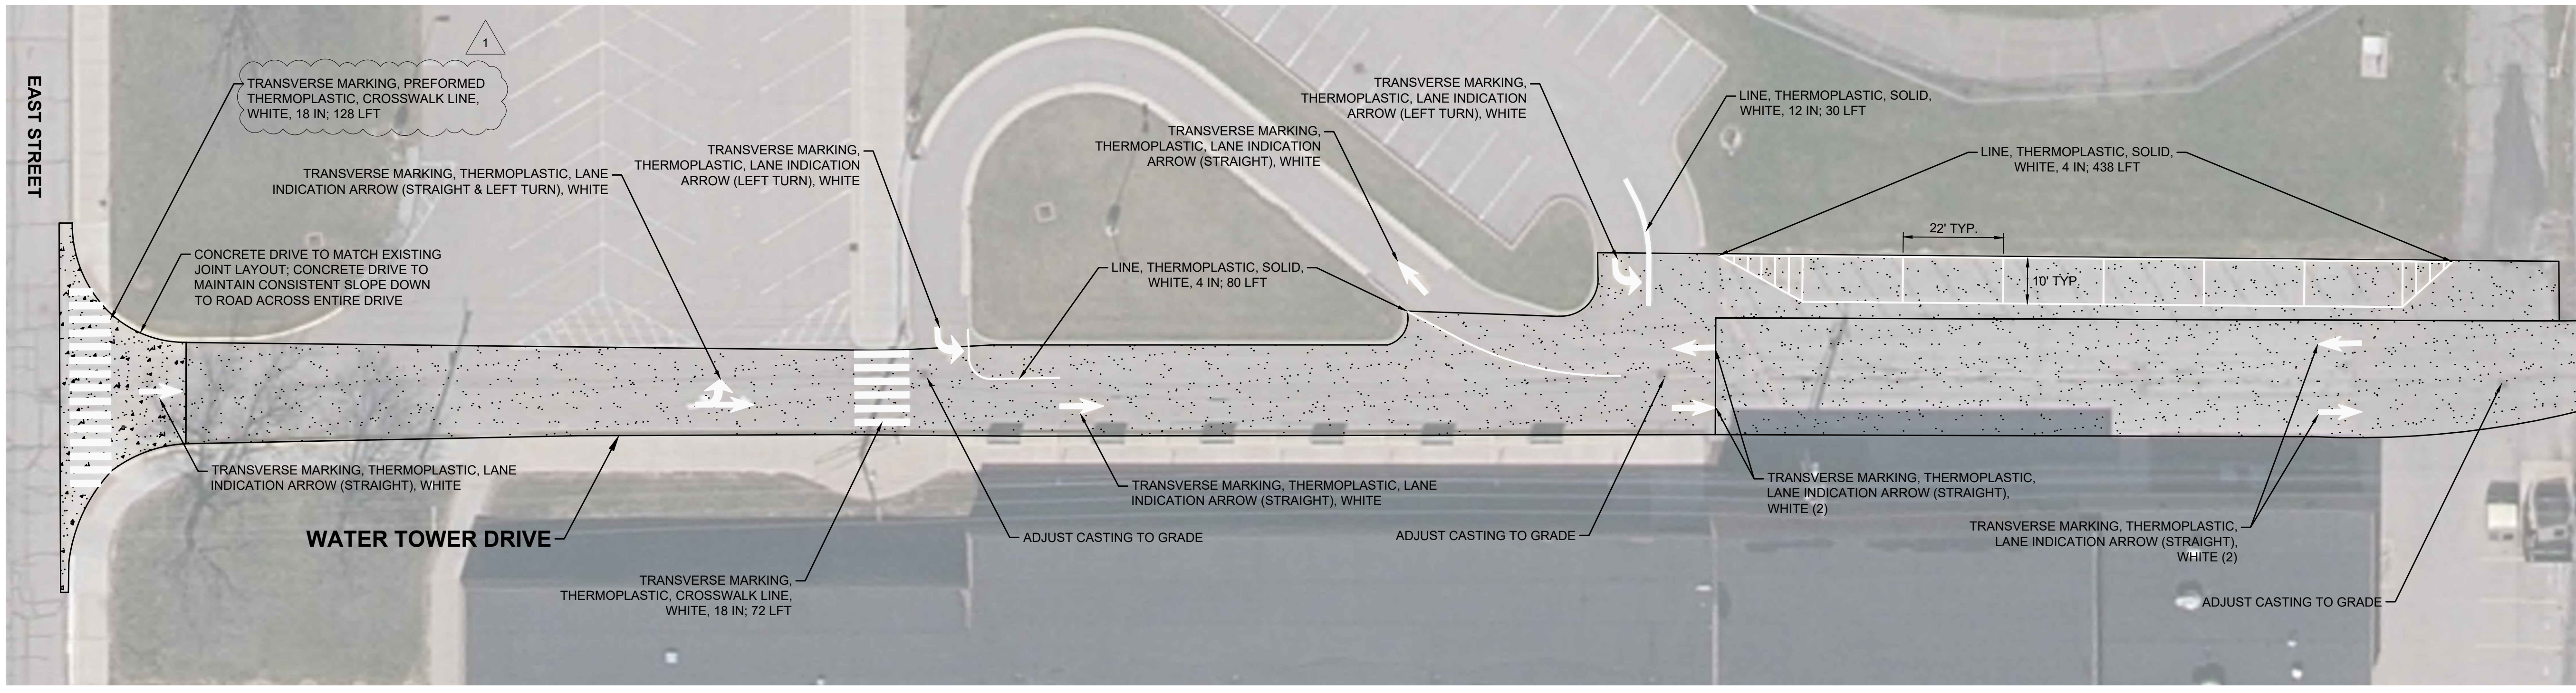 EAST STREET
1
TRANSVERSE MARKING, PREFORMED
THERMOPLASTIC, CROSSWALK LINE,
WHITE, 18 IN; 128 LFT
TRANSVERSE MARKING, THERMOPLASTIC, LANE
INDICATION ARROW (STRAIGHT & LEFT TURN), WHITE
TRANSVERSE MARKING,
THERMOPLASTIC, LANE INDICATION
ARROW (LEFT TURN), WHITE
CONCRETE DRIVE TO MATCH EXISTING
JOINT LAYOUT; CONCRETE DRIVE TO
MAINTAIN CONSISTENT SLOPE DOWN
TO ROAD ACROSS ENTIRE DRIVE
LINE, THERMOPLASTIC, SOLID,
WHITE, 4 IN; 80 LFT
TRANSVERSE MARKING,
THERMOPLASTIC, LANE INDICATION
ARROW (STRAIGHT), WHITE
TRANSVERSE MARKING,
THERMOPLASTIC, LANE INDICATION
ARROW (LEFT TURN), WHITE
LINE, THERMOPLASTIC, SOLID,
WHITE, 12 IN; 30 LFT
LINE, THERMOPLASTIC, SOLID,
WHITE, 4 IN; 438 LFT
22' TYP.
10' TYP.
TRANSVERSE MARKING, THERMOPLASTIC, LANE
INDICATION ARROW (STRAIGHT), WHITE
WATER TOWER DRIVE
TRANSVERSE MARKING,
THERMOPLASTIC, CROSSWALK LINE,
WHITE, 18 IN; 72 LFT
ADJUST CASTING TO GRADE
TRANSVERSE MARKING, THERMOPLASTIC, LANE
INDICATION ARROW (STRAIGHT), WHITE
ADJUST CASTING TO GRADE
TRANSVERSE MARKING, THERMOPLASTIC,
LANE INDICATION ARROW (STRAIGHT),
WHITE (2)
TRANSVERSE MARKING, THERMOPLASTIC,
LANE INDICATION ARROW (STRAIGHT),
WHITE (2)
ADJUST CASTING TO GRADE